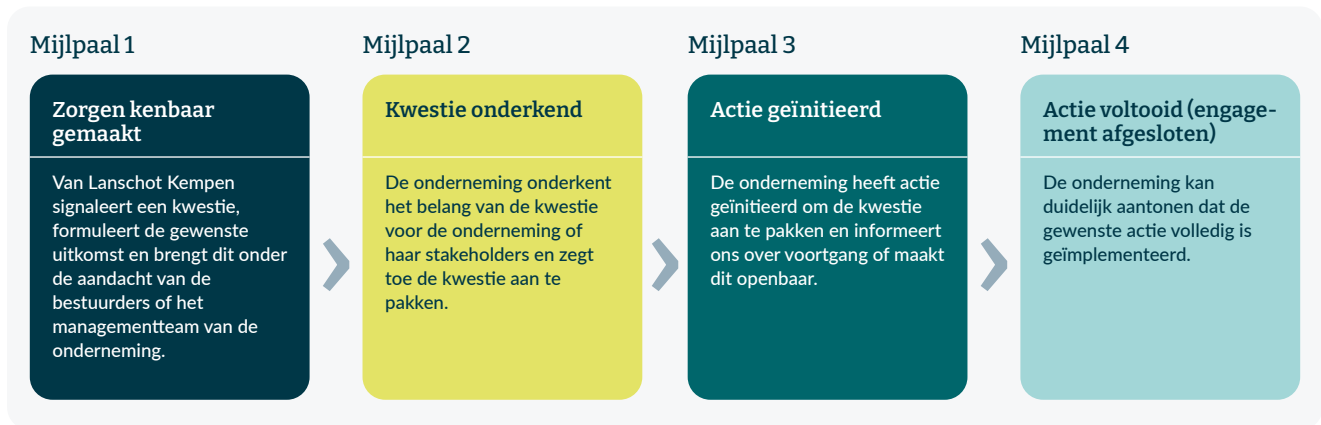 Mijlpaal 1
Zorgen kenbaar
gemaakt
Van Lanschot Kempen
signaleert een kwestie,
formuleert de gewenste
uitkomst en brengt dit onder
de aandacht van de
bestuurders of het
managementteam van de
onderneming.
Mijlpaal 2
Kwestie onderkend
De onderneming onderkent
het belang van de kwestie
voor de onderneming of
haar stakeholders en zegt
toe de kwestie aan te
pakken.
Mijlpaal 3
Actie geïnitieerd
De onderneming heeft actie
geïnitieerd om de kwestie
aan te pakken en informeert
ons over voortgang of maakt
dit openbaar.
Mijlpaal 4
Actie voltooid (engage-
ment afgesloten)
De onderneming kan
duidelijk aantonen dat de
gewenste actie volledig is
geïmplementeerd.